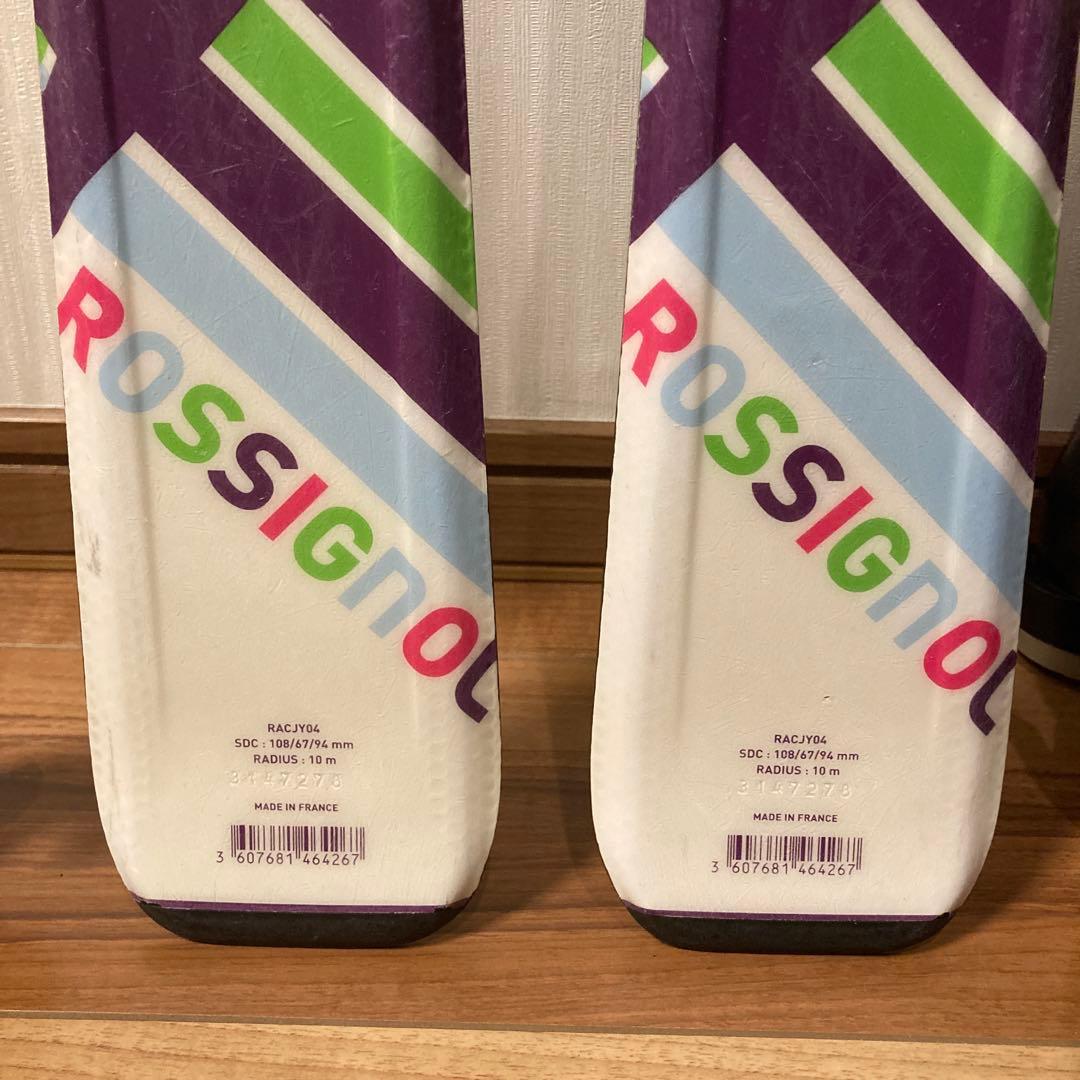 ROSSIGNOL
RACJY04
SDC : 108/67/94 mm
RADIUS : 10 m
3147278
MADE IN FRANCE
3 607681 464267
ROSSIGNOL
RACJY04
SDC : 108/67/94 mm
RADIUS : 10 m
3147278
MADE IN FRANCE
3 607681 464267